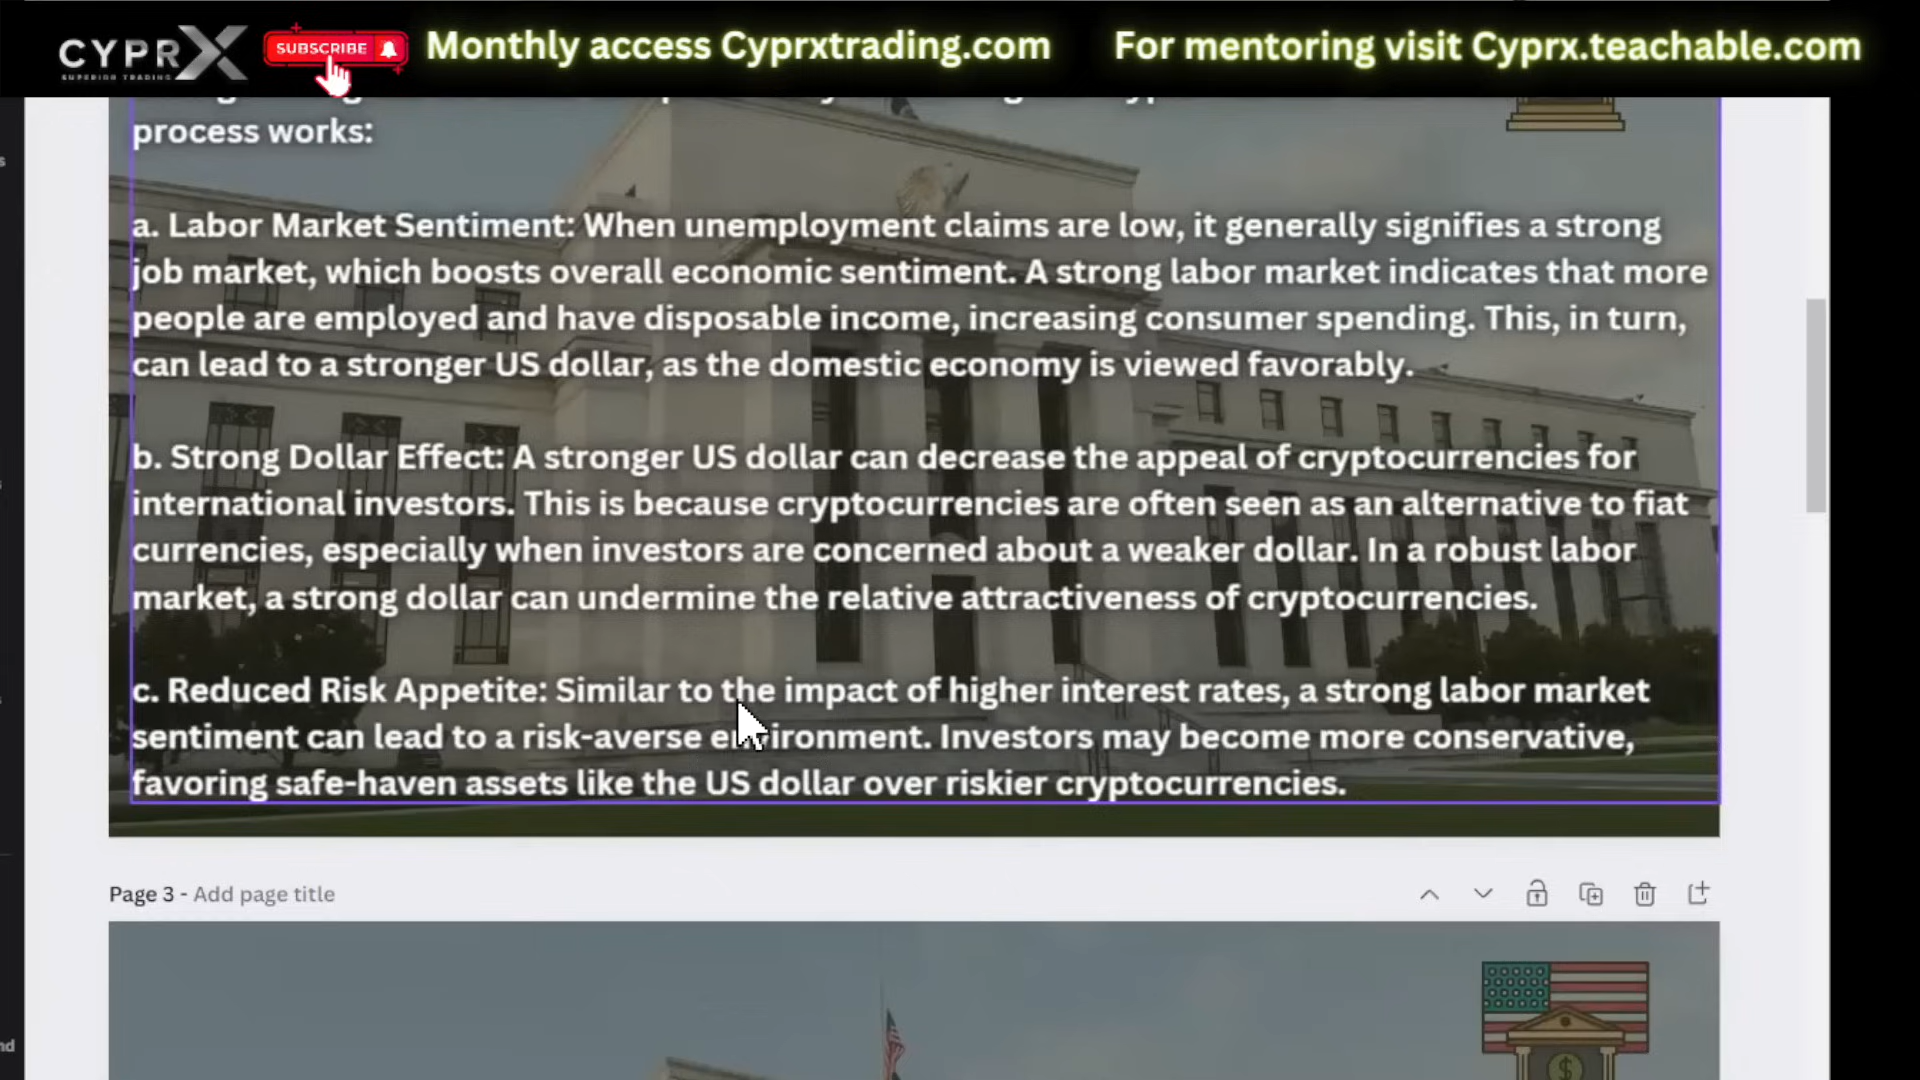 CYPRX
SUPERIOR TRADING
SUBSCRIBE
Monthly access Cyprxtrading.com
For mentoring visit Cyprx.teachable.com
process works:
a. Labor Market Sentiment: When unemployment claims are low, it generally signifies a strong
job market, which boosts overall economic sentiment. A strong labor market indicates that more
people are employed and have disposable income, increasing consumer spending. This, in turn,
can lead to a stronger US dollar, as the domestic economy is viewed favorably.
b. Strong Dollar Effect: A stronger US dollar can decrease the appeal of cryptocurrencies for
international investors. This is because cryptocurrencies are often seen as an alternative to fiat
currencies, especially when investors are concerned about a weaker dollar. In a robust labor
market, a strong dollar can undermine the relative attractiveness of cryptocurrencies.
c. Reduced Risk Appetite: Similar to the impact of higher interest rates, a strong labor market
sentiment can lead to a risk-averse environment. Investors may become more conservative,
favoring safe-haven assets like the US dollar over riskier cryptocurrencies.
Page 3 - Add page title
$